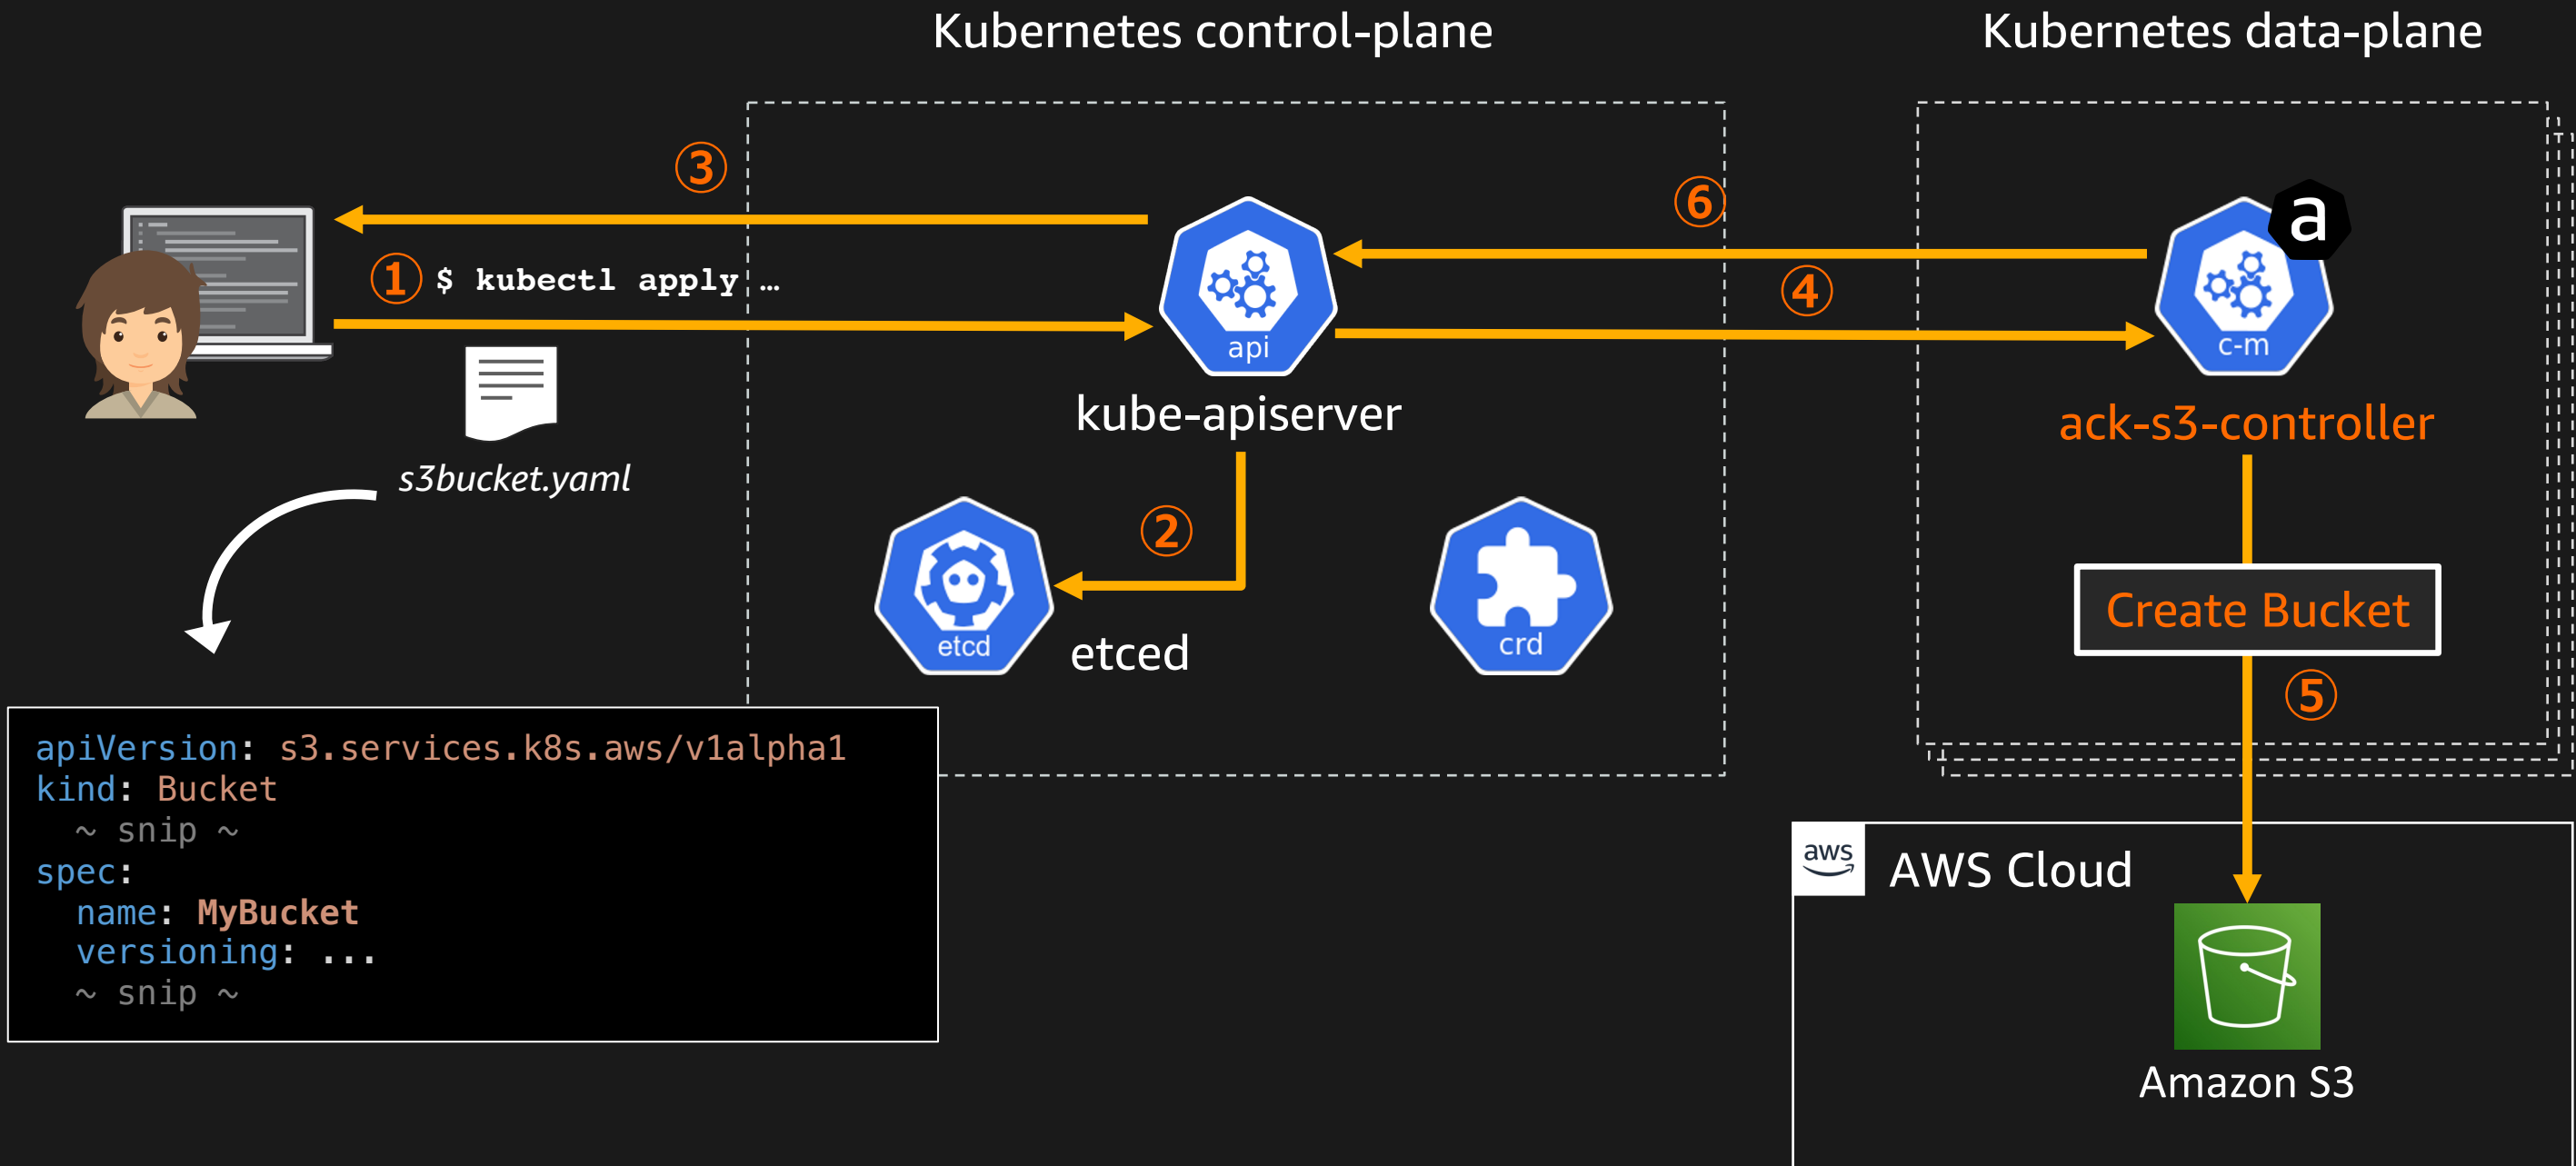 Kubernetes control-plane
Kubernetes data-plane
③
⑥
a
① $ kubectl apply …
④
api
c-m
kube-apiserver
ack-s3-controller
s3bucket.yaml
②
etcd
etced
crd
Create Bucket
⑤
apiVersion: s3.services.k8s.aws/v1alpha1
kind: Bucket
~ snip ~
spec:
name: MyBucket
versioning: ...
~ snip ~
aws
AWS Cloud
Amazon S3